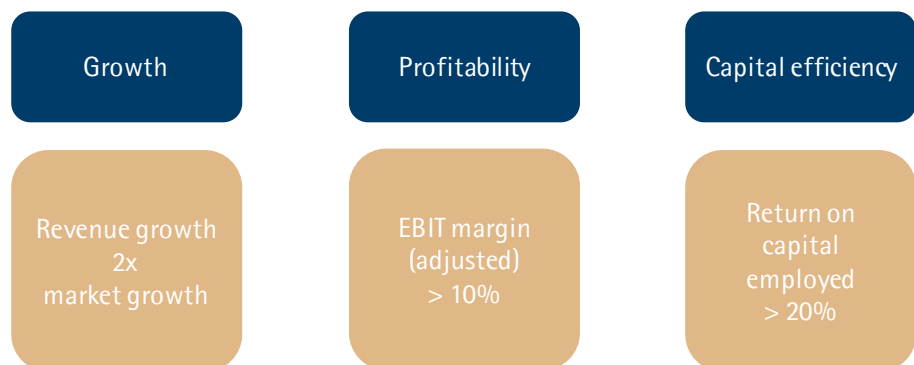 Growth
Profitability
Capital efficiency
Revenue growth
2x
market growth
EBIT margin
(adjusted)
> 10%
Return on
capital
employed
> 20%